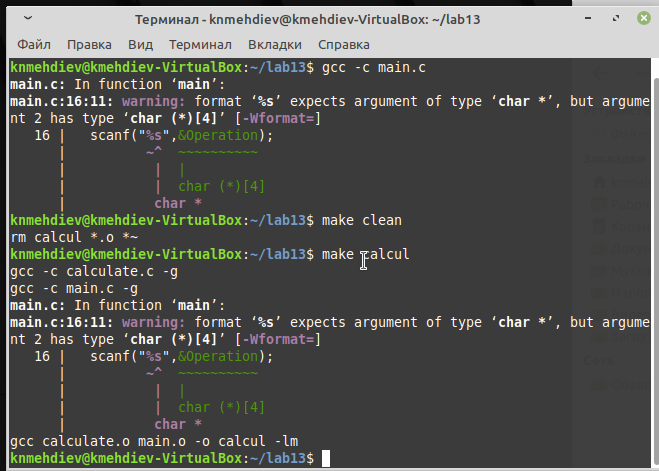 Терминал - knmehdiev@kmehdiev-VirtualBox: ~/lab13
Файл Правка Вид Терминал Вкладки Справка
knmehdiev@kmehdiev-VirtualBox:~/lab13$ gcc -c main.c
main.c: In function ‘main’:
main.c:16:11: warning: format ‘%s’ expects argument of type ‘char *’, but argume
nt 2 has type ‘char (*)[4]’ [-Wformat=]
16 | scanf("%s",&Operation);
| ~^ ~~~~~~~~~~
| | |
| | char (*)[4]
| char *
knmehdiev@kmehdiev-VirtualBox:~/lab13$ make clean
rm calcul *.o *~
knmehdiev@kmehdiev-VirtualBox:~/lab13$ make calcul
gcc -c calculate.c -g
gcc -c main.c -g
main.c: In function ‘main’:
main.c:16:11: warning: format ‘%s’ expects argument of type ‘char *’, but argume
nt 2 has type ‘char (*)[4]’ [-Wformat=]
16 | scanf("%s",&Operation);
| ~^ ~~~~~~~~~~
| | |
| | char (*)[4]
| char *
gcc calculate.o main.o -o calcul -lm
knmehdiev@kmehdiev-VirtualBox:~/lab13$